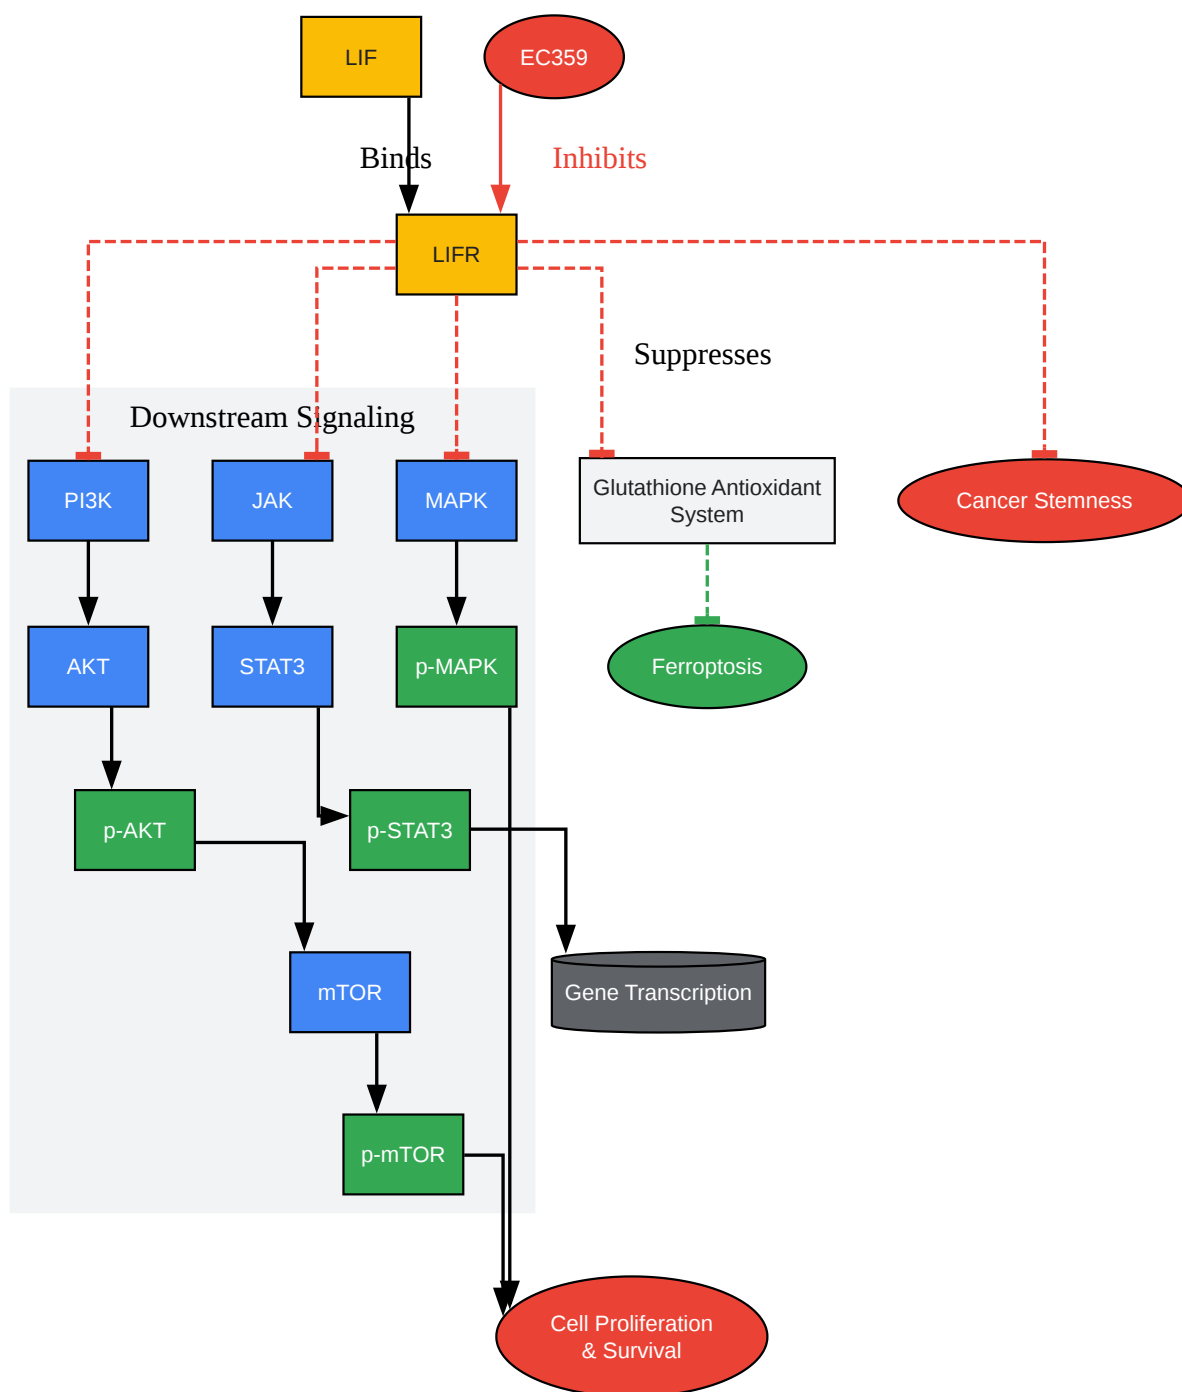 LIF
EC359
Binds
Inhibits
LIFR
Suppresses
Downstream Signaling
PI3K
JAK
MAPK
Glutathione Antioxidant
System
Cancer Stemness
AKT
STAT3
p-MAPK
Ferroptosis
p-AKT
p-STAT3
mTOR
Gene Transcription
p-mTOR
Cell Proliferation
& Survival